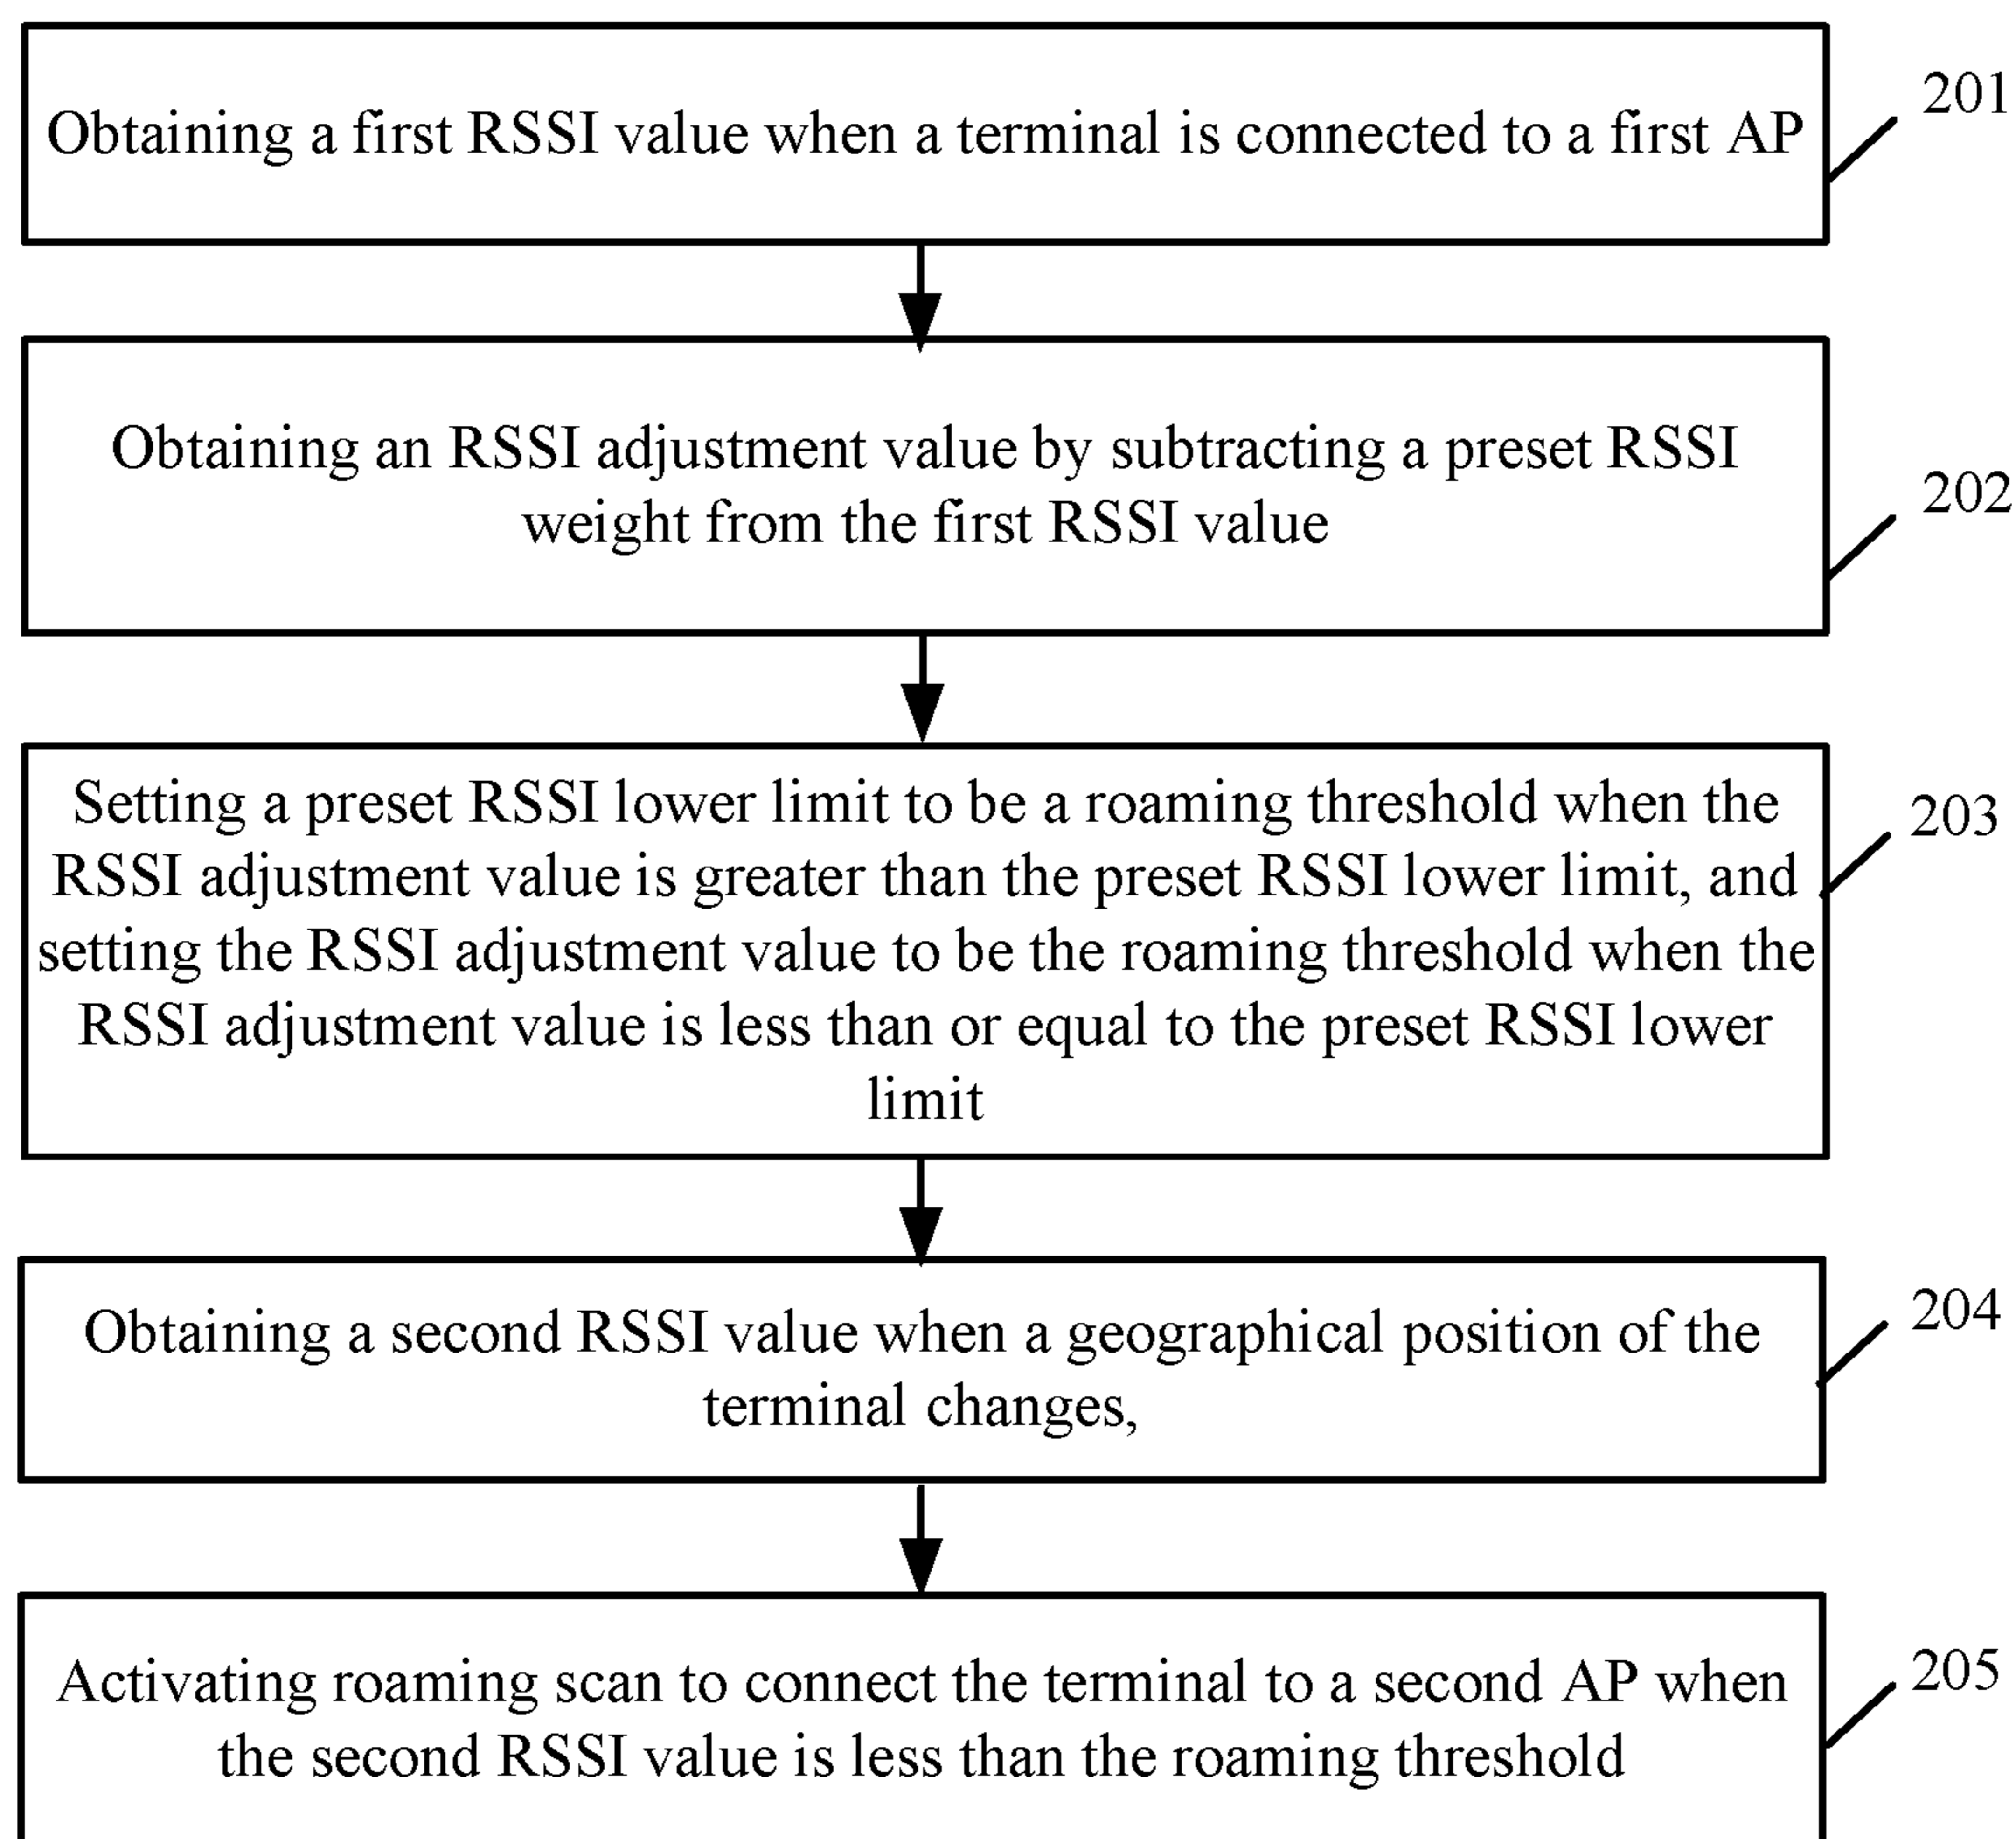 Obtaining a first RSSI value when a terminal is connected to a first AP
201
Obtaining an RSSI adjustment value by subtracting a preset RSSI
weight from the first RSSI value
202
Setting a preset RSSI lower limit to be a roaming threshold when the
RSSI adjustment value is greater than the preset RSSI lower limit, and
setting the RSSI adjustment value to be the roaming threshold when the
RSSI adjustment value is less than or equal to the preset RSSI lower
limit
203
Obtaining a second RSSI value when a geographical position of the
terminal changes,
204
Activating roaming scan to connect the terminal to a second AP when
the second RSSI value is less than the roaming threshold
205